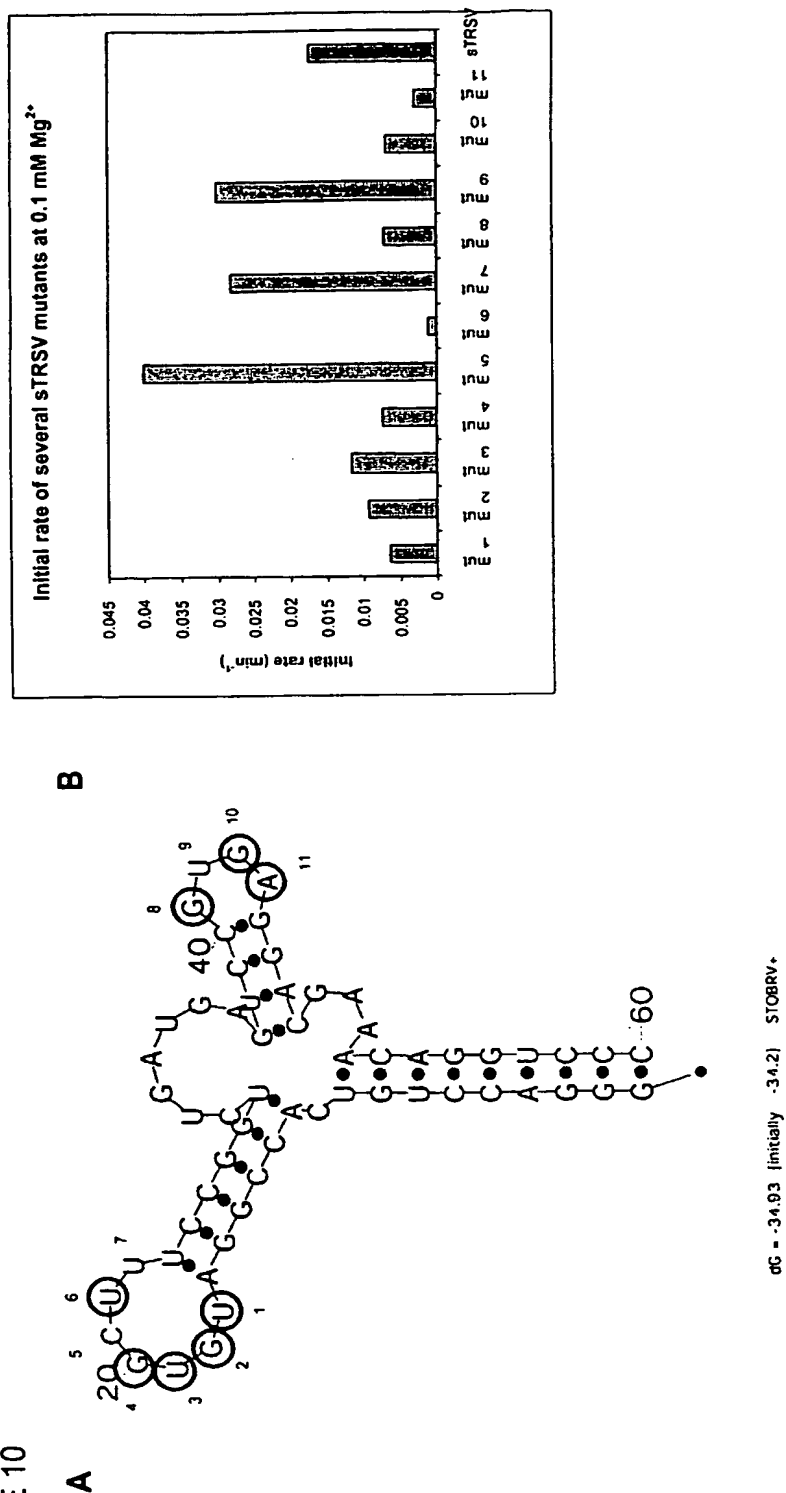 E 10
A
G G G A C C U G U C A C C G G A U G U G C U U U C C G G U C U G A U G A G U C C G U G A G G A C G A A A C A G G U C C C
1
2
3
4
5
6
7
8
9
10
11
20
40
60
dG = -34.93 [initially -34.2] STOBRV+
B
Initial rate of several sTRSV mutants at 0.1 mM Mg²⁺
Initial rate (min⁻¹)
0.045
0.04
0.035
0.03
0.025
0.02
0.015
0.01
0.005
0
mut 1
mut 2
mut 3
mut 4
mut 5
mut 6
mut 7
mut 8
mut 9
mut 10
mut 11
sTRSV